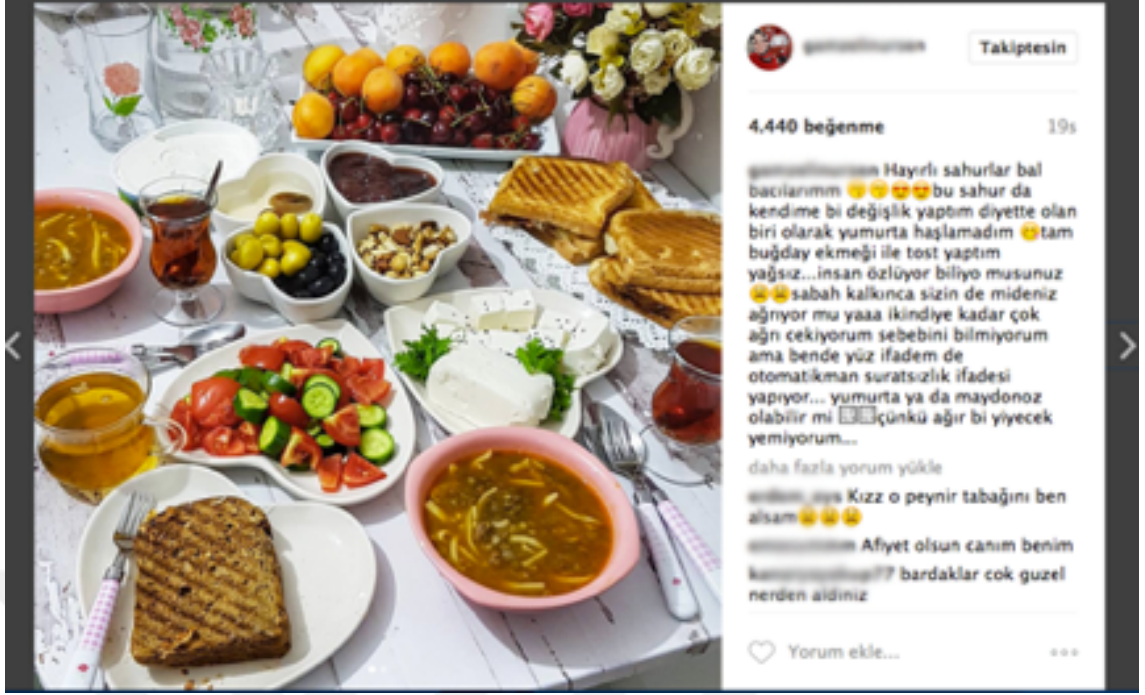 Takiptesin
4.440 beğenme
19s
Hayırlı sahurlar bal
bacılarımm 😚😚😍😍bu sahur da
kendime bi değişlik yaptım diyette olan
biri olarak yumurta haşlamadım 😁tam
buğday ekmeği ile tost yaptım
yağsız...insan özlüyor biliyo musunuz
😫😫sabah kalkınca sizin de mideniz
ağrıyor mu yaaa ikindiye kadar çok
ağrı cekiyorum sebebini bilmiyorum
ama bende yüz ifadem de
otomatikman suratsızlık ifadesi
yapıyor... yumurta ya da maydonoz
olabilir mi çünkü ağır bi yiyecek
yemiyorum...
daha fazla yorum yükle
Kızz o peynir tabağını ben
alsam😫😫😫
Afiyet olsun canım benim
bardaklar cok guzel
nerden aldiniz
Yorum ekle...